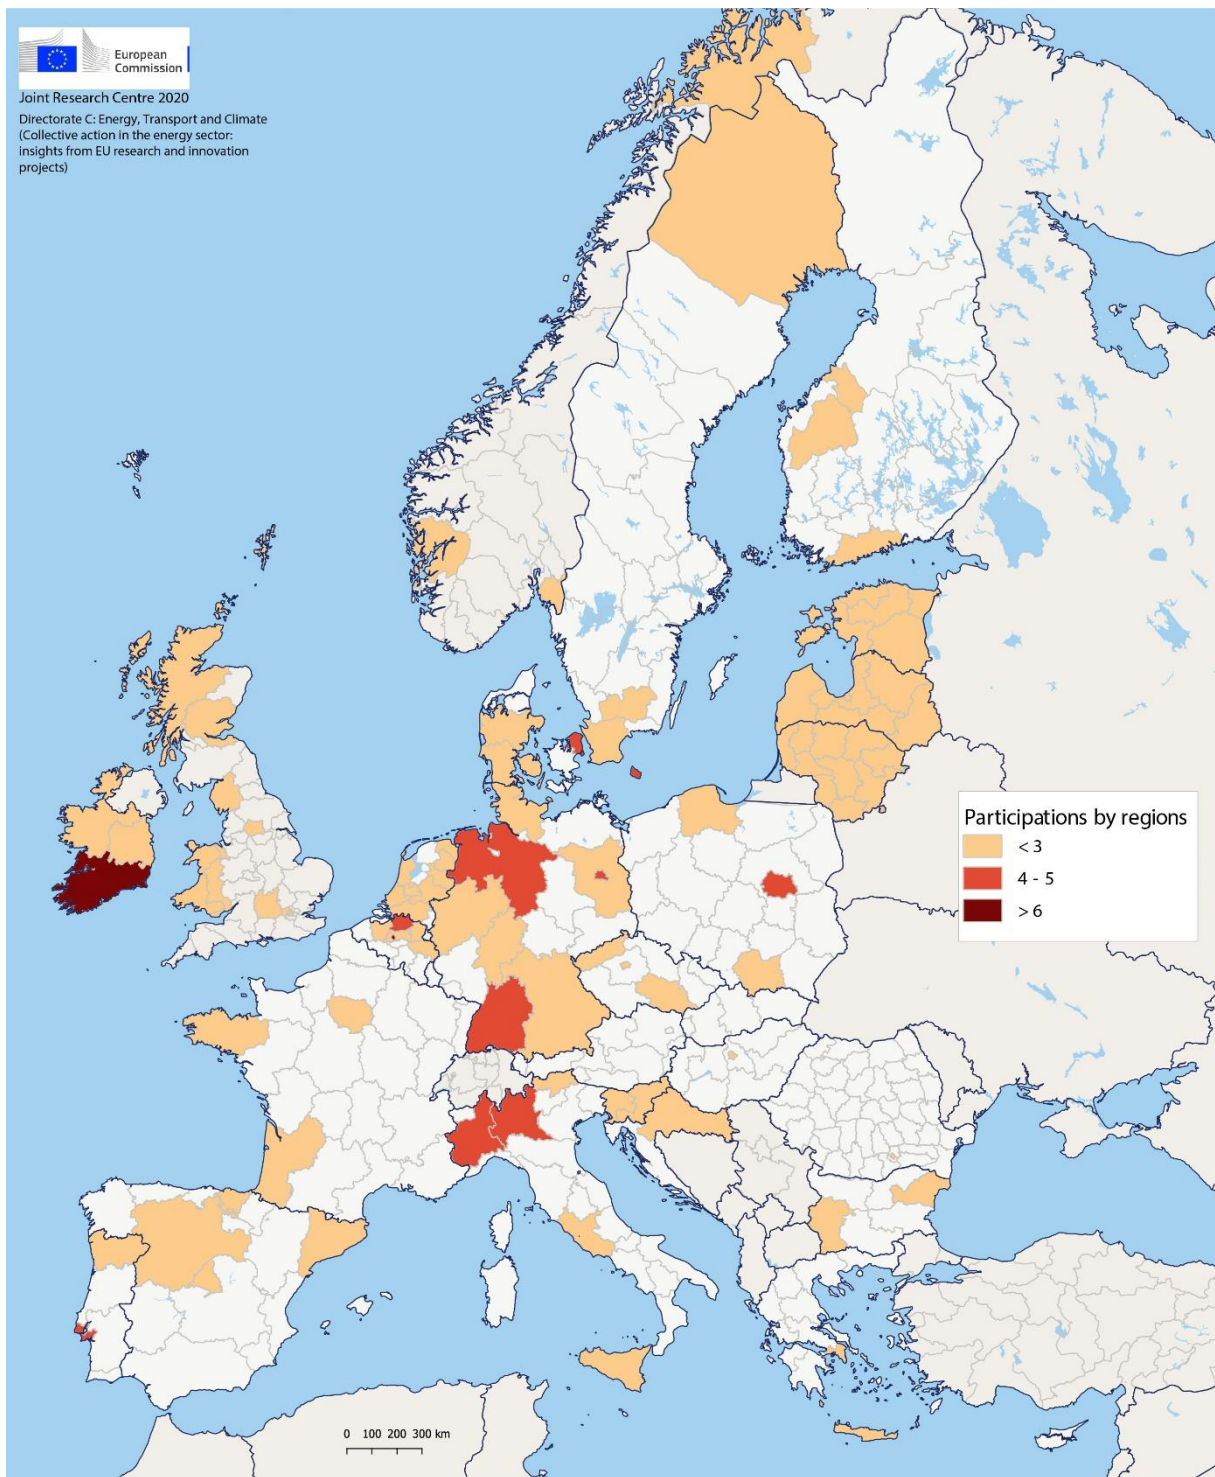 European
Commission
Joint Research Centre 2020
Directorate C: Energy, Transport and Climate
(Collective action in the energy sector:
insights from EU research and innovation
projects)
Participations by regions
< 3
4 - 5
> 6
0 100 200 300 km